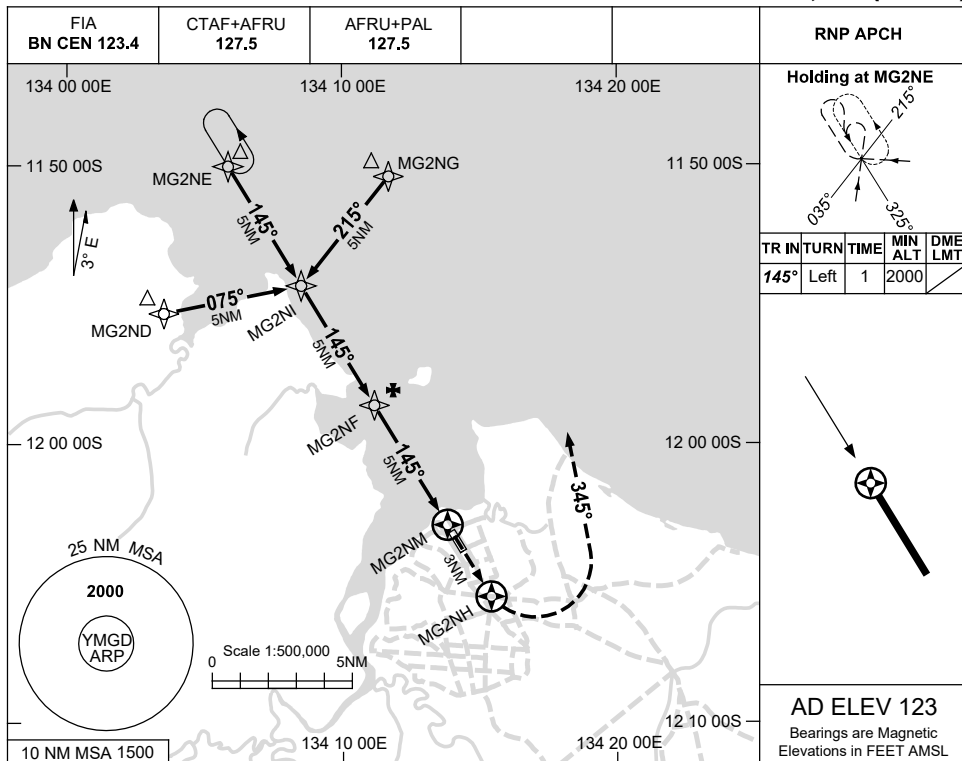 FIA
BN CEN 123.4
CTAF+AFRU
127.5
AFRU+PAL
127.5
RNP APCH
134 00 00E
134 10 00E
134 20 00E
Holding at MG2NE
215°
035°
325°
TR IN TURN TIME MIN ALT DME LMT
145° Left 1 2000
11 50 00S
11 50 00S
MG2NE
MG2NG
145°
5NM
215°
5NM
3° E
075°
5NM
MG2ND
MG2NI
145°
5NM
MG2NF
12 00 00S
12 00 00S
145°
5NM
345°
MG2NM
3NM
MG2NH
25 NM MSA
2000
YMGD
ARP
Scale 1:500,000
0
5NM
12 10 00S
10 NM MSA 1500
134 10 00E
134 20 00E
AD ELEV 123
Bearings are Magnetic
Elevations in FEET AMSL